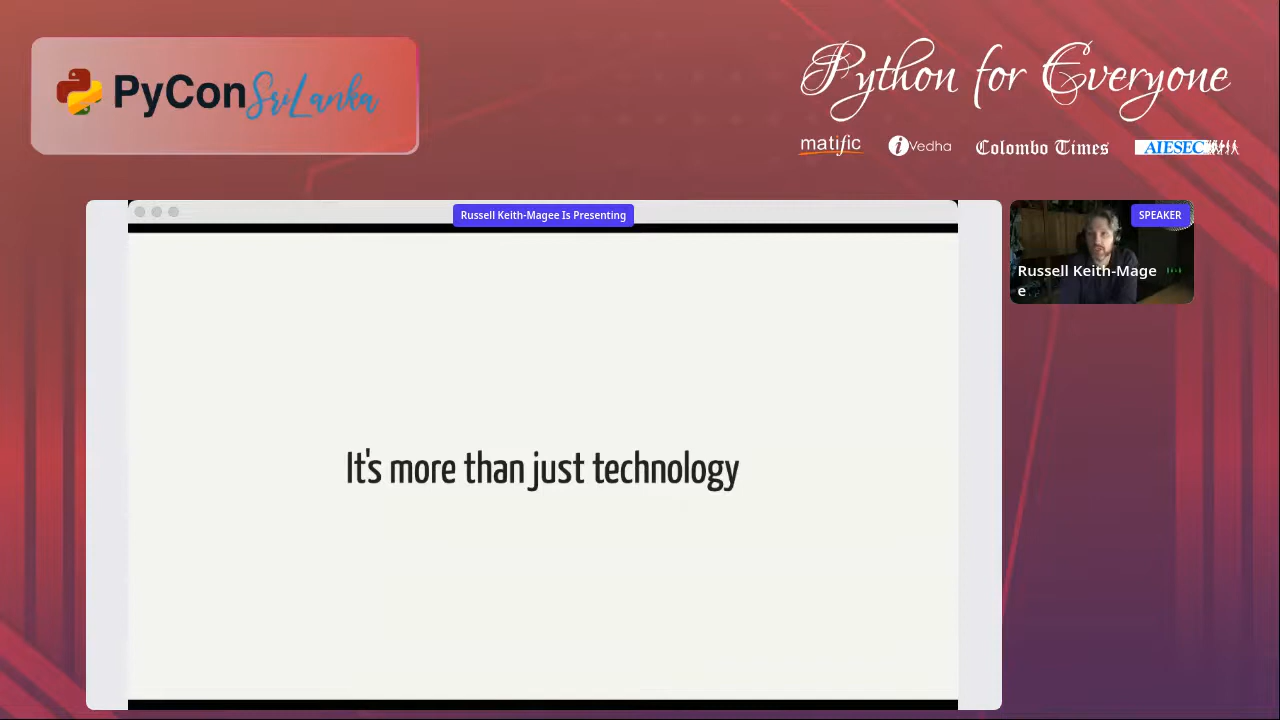 PyCon SriLanka
Python for Everyone
matific
iVedha
Colombo Times
AIESEC
Russell Keith-Magee Is Presenting
SPEAKER
Russell Keith-Mage
e
It's more than just technology